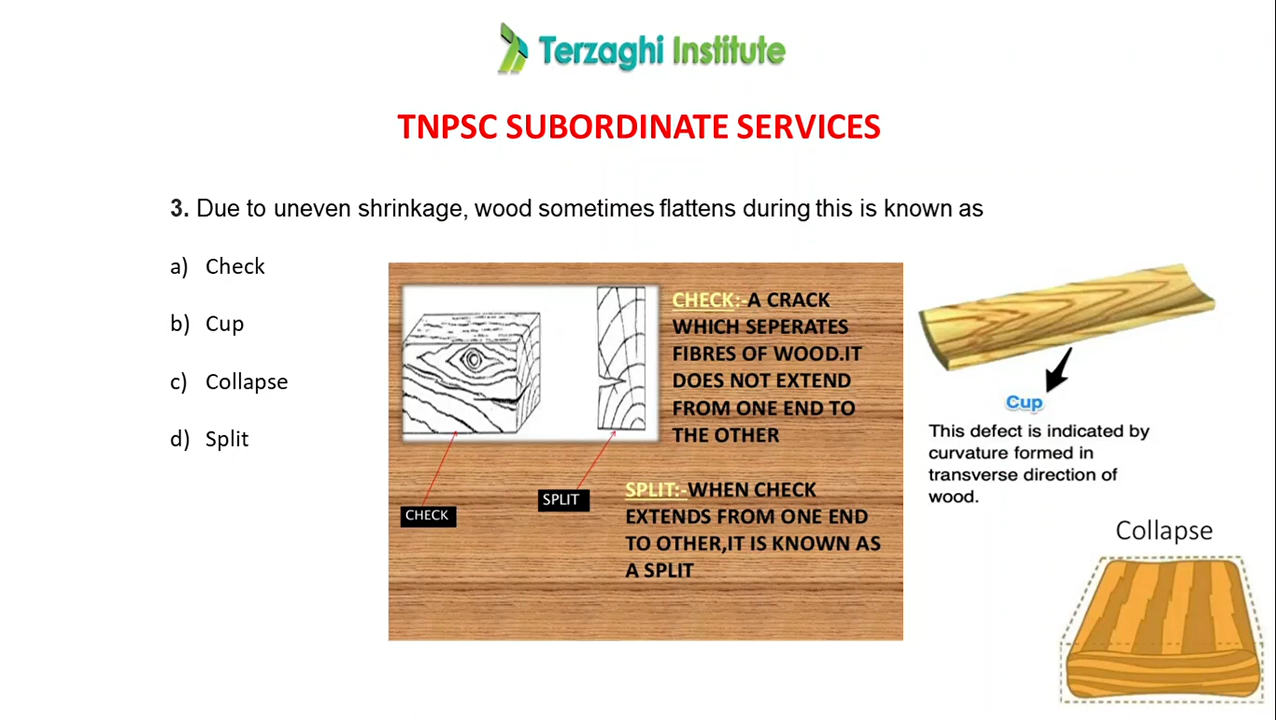 Terzaghi Institute
TNPSC SUBORDINATE SERVICES
3. Due to uneven shrinkage, wood sometimes flattens during this is known as
a) Check
b) Cup
c) Collapse
d) Split
CHECK:-A CRACK
WHICH SEPERATES
FIBRES OF WOOD.IT
DOES NOT EXTEND
FROM ONE END TO
THE OTHER
SPLIT
CHECK
SPLIT:-WHEN CHECK
EXTENDS FROM ONE END
TO OTHER,IT IS KNOWN AS
A SPLIT
Cup
This defect is indicated by
curvature formed in
transverse direction of
wood.
Collapse